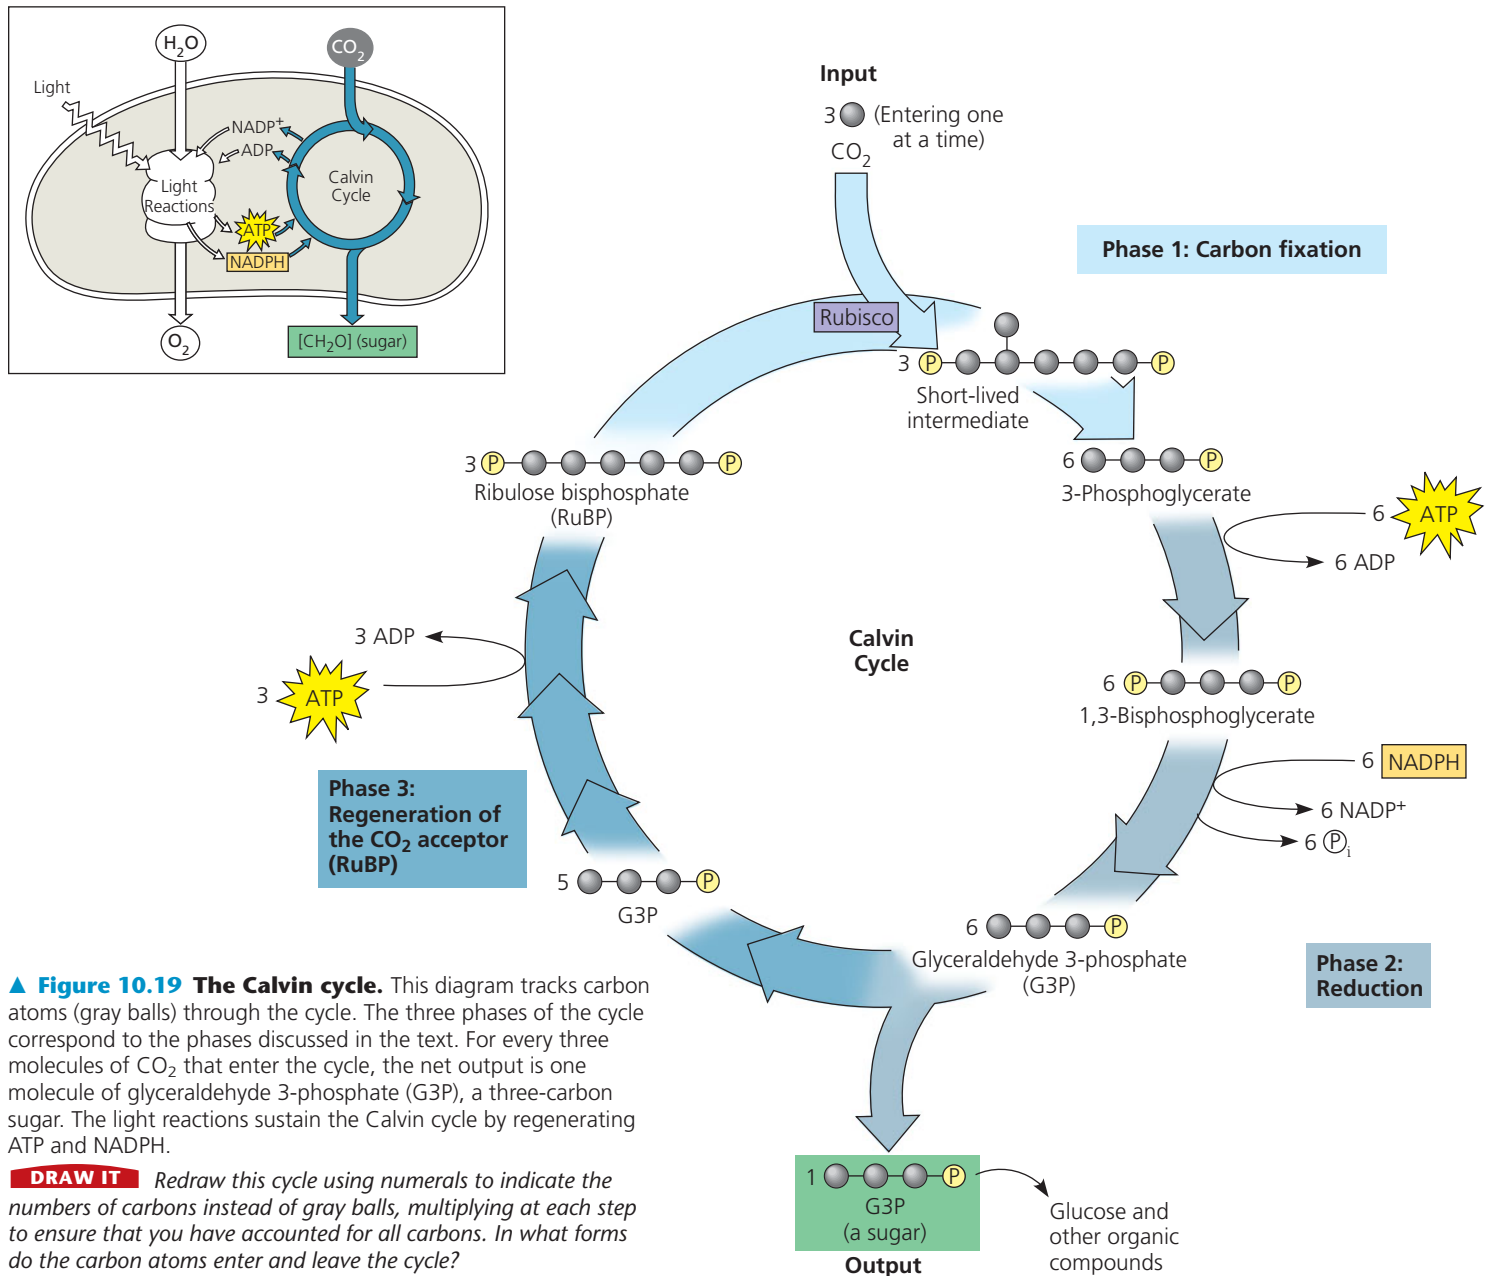 H2O
CO2
Light
NADP+
ADP
Light
Reactions
Calvin
Cycle
ATP
NADPH
O2
[CH2O] (sugar)
Input
3 (Entering one
at a time)
CO2
Phase 1: Carbon fixation
Rubisco
3 P P
Short-lived
intermediate
3 P P
Ribulose bisphosphate
(RuBP)
6 P
3-Phosphoglycerate
6 ATP
6 ADP
Calvin
Cycle
3 ADP
3 ATP
6 P P
1,3-Bisphosphoglycerate
6 NADPH
6 NADP+
6 Pi
Phase 3:
Regeneration of
the CO2 acceptor
(RuBP)
5 P
G3P
6 P
Glyceraldehyde 3-phosphate
(G3P)
Phase 2:
Reduction
▲ Figure 10.19 The Calvin cycle. This diagram tracks carbon
atoms (gray balls) through the cycle. The three phases of the cycle
correspond to the phases discussed in the text. For every three
molecules of CO2 that enter the cycle, the net output is one
molecule of glyceraldehyde 3-phosphate (G3P), a three-carbon
sugar. The light reactions sustain the Calvin cycle by regenerating
ATP and NADPH.
DRAW IT Redraw this cycle using numerals to indicate the
numbers of carbons instead of gray balls, multiplying at each step
to ensure that you have accounted for all carbons. In what forms
do the carbon atoms enter and leave the cycle?
1 P
G3P
(a sugar)
Output
Glucose and
other organic
compounds